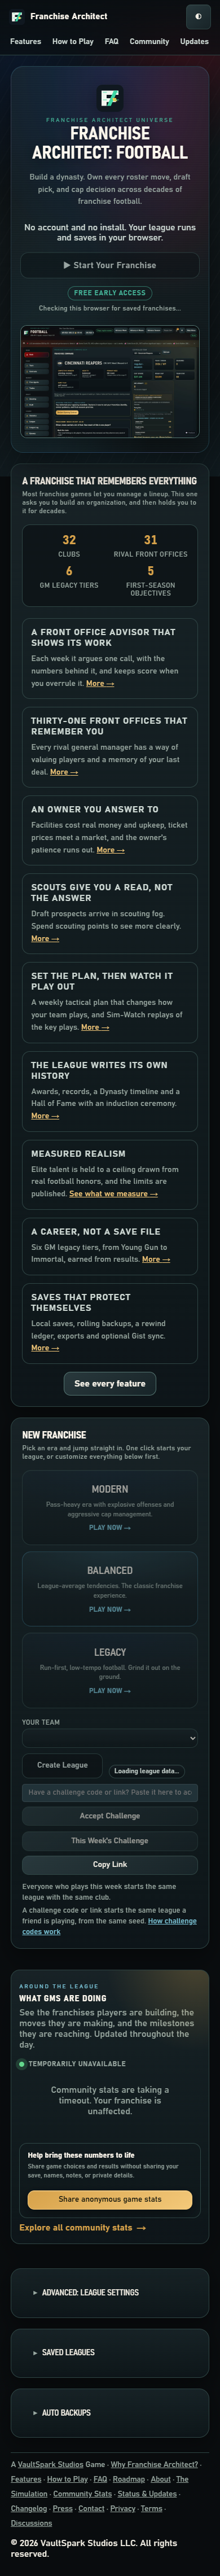 Franchise Architect
Features How to Play FAQ Community Updates
FRANCHISE ARCHITECT UNIVERSE
FRANCHISE
ARCHITECT: FOOTBALL
Build a dynasty. Own every roster move, draft
pick, and cap decision across decades of
franchise football.
No account and no install. Your league runs
and saves in your browser.
▶ Start Your Franchise
FREE EARLY ACCESS
Checking this browser for saved franchises...
FOOTBALL
CINCINNATI REAPERS
A FRANCHISE THAT REMEMBERS EVERYTHING
Most franchise games let you manage a lineup. This one
asks you to build an organization, and then holds you to it
for decades.
32
CLUBS
31
RIVAL FRONT OFFICES
6
GM LEGACY TIERS
5
FIRST-SEASON
OBJECTIVES
A FRONT OFFICE ADVISOR THAT
SHOWS ITS WORK
Each week it argues one call, with the
numbers behind it, and keeps score when
you overrule it. More →
THIRTY-ONE FRONT OFFICES THAT
REMEMBER YOU
Every rival general manager has a way of
valuing players and a memory of your last
deal. More →
AN OWNER YOU ANSWER TO
Facilities cost real money and upkeep, ticket
prices meet a market, and the owner's
patience runs out. More →
SCOUTS GIVE YOU A READ, NOT
THE ANSWER
Draft prospects arrive in scouting fog.
Spend scouting points to see more clearly.
More →
SET THE PLAN, THEN WATCH IT
PLAY OUT
A weekly tactical plan that changes how
your team plays, and Sim-Watch replays of
the key plays. More →
THE LEAGUE WRITES ITS OWN
HISTORY
Awards, records, a Dynasty timeline and a
Hall of Fame with an induction ceremony.
More →
MEASURED REALISM
Elite talent is held to a ceiling drawn from
real football honors, and the limits are
published. See what we measure →
A CAREER, NOT A SAVE FILE
Six GM legacy tiers, from Young Gun to
Immortal, earned from results. More →
SAVES THAT PROTECT
THEMSELVES
Local saves, rolling backups, a rewind
ledger, exports and optional Gist sync.
More →
See every feature
NEW FRANCHISE
Pick an era and jump straight in. One click starts your
league, or customize everything below first.
MODERN
Pass-heavy era with explosive offenses and
aggressive cap management.
PLAY NOW →
BALANCED
League-average tendencies. The classic franchise
experience.
PLAY NOW →
LEGACY
Run-first, low-tempo football. Grind it out on the
ground.
PLAY NOW →
YOUR TEAM
Create League
Loading league data...
Have a challenge code or link? Paste it here to ac
Accept Challenge
This Week's Challenge
Copy Link
Everyone who plays this week starts the same
league with the same club.
A challenge code or link starts the same league a
friend is playing, from the same seed. How challenge
codes work
AROUND THE LEAGUE
WHAT GMS ARE DOING
See the franchises players are building, the
moves they are making, and the milestones
they are reaching. Updated throughout the
day.
TEMPORARILY UNAVAILABLE
Community stats are taking a
timeout. Your franchise is
unaffected.
Help bring these numbers to life
Share game choices and results without sharing your
save, names, notes, or private details.
Share anonymous game stats
Explore all community stats →
▶ ADVANCED: LEAGUE SETTINGS
▶ SAVED LEAGUES
▶ AUTO BACKUPS
A VaultSpark Studios Game · Why Franchise Architect? ·
Features · How to Play · FAQ · Roadmap · About · The
Simulation · Community Stats · Status & Updates ·
Changelog · Press · Contact · Privacy · Terms ·
Discussions
© 2026 VaultSpark Studios LLC. All rights
reserved.